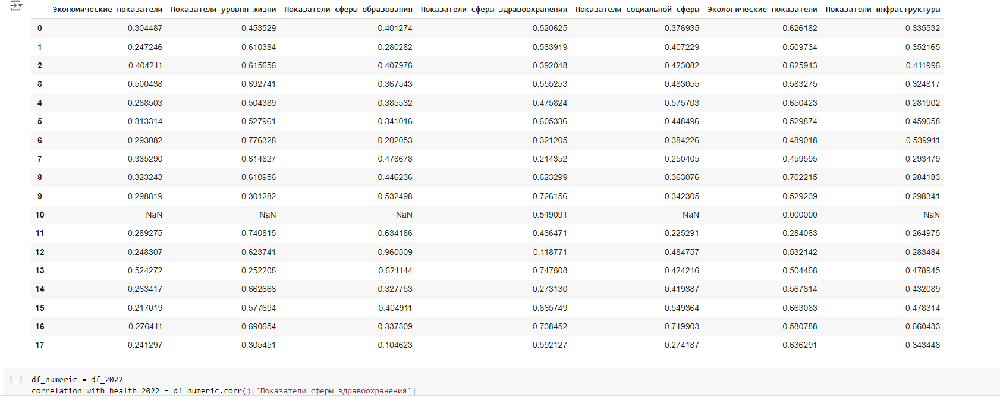 Экономические показатели Показатели уровня жизни Показатели сферы образования Показатели сферы здравоохранения Показатели социальной сферы Экологические показатели Показатели инфраструктуры
0 0.304487 0.453529 0.401274 0.520625 0.376935 0.626182 0.335532
1 0.247246 0.610384 0.280282 0.533919 0.407229 0.509734 0.352165
2 0.404211 0.615656 0.407976 0.392048 0.423082 0.625913 0.411996
3 0.500438 0.692741 0.367543 0.555253 0.483055 0.583275 0.324817
4 0.288503 0.504389 0.385532 0.475824 0.575703 0.650423 0.281902
5 0.313314 0.527961 0.341016 0.605336 0.448496 0.529874 0.459058
6 0.293082 0.776328 0.202053 0.321205 0.384226 0.489018 0.539911
7 0.335290 0.614827 0.478678 0.214352 0.250405 0.459595 0.293479
8 0.323243 0.610956 0.446236 0.623299 0.363076 0.702215 0.284183
9 0.298819 0.301282 0.532498 0.726156 0.342305 0.529239 0.298341
10 NaN NaN NaN 0.549091 NaN 0.000000 NaN
11 0.289275 0.740815 0.634186 0.436471 0.225291 0.284063 0.264975
12 0.248307 0.623741 0.960509 0.118771 0.484757 0.532142 0.283484
13 0.524272 0.252208 0.621144 0.747608 0.424216 0.504466 0.478945
14 0.263417 0.662666 0.327753 0.273130 0.419387 0.567814 0.432089
15 0.217019 0.577694 0.404911 0.865749 0.549364 0.663083 0.478314
16 0.276411 0.690654 0.337309 0.738452 0.719903 0.580788 0.660433
17 0.241297 0.305451 0.104623 0.592127 0.274187 0.636291 0.343448
[ ] df_numeric = df_2022
correlation_with_health_2022 = df_numeric.corr()['Показатели сферы здравоохранения']